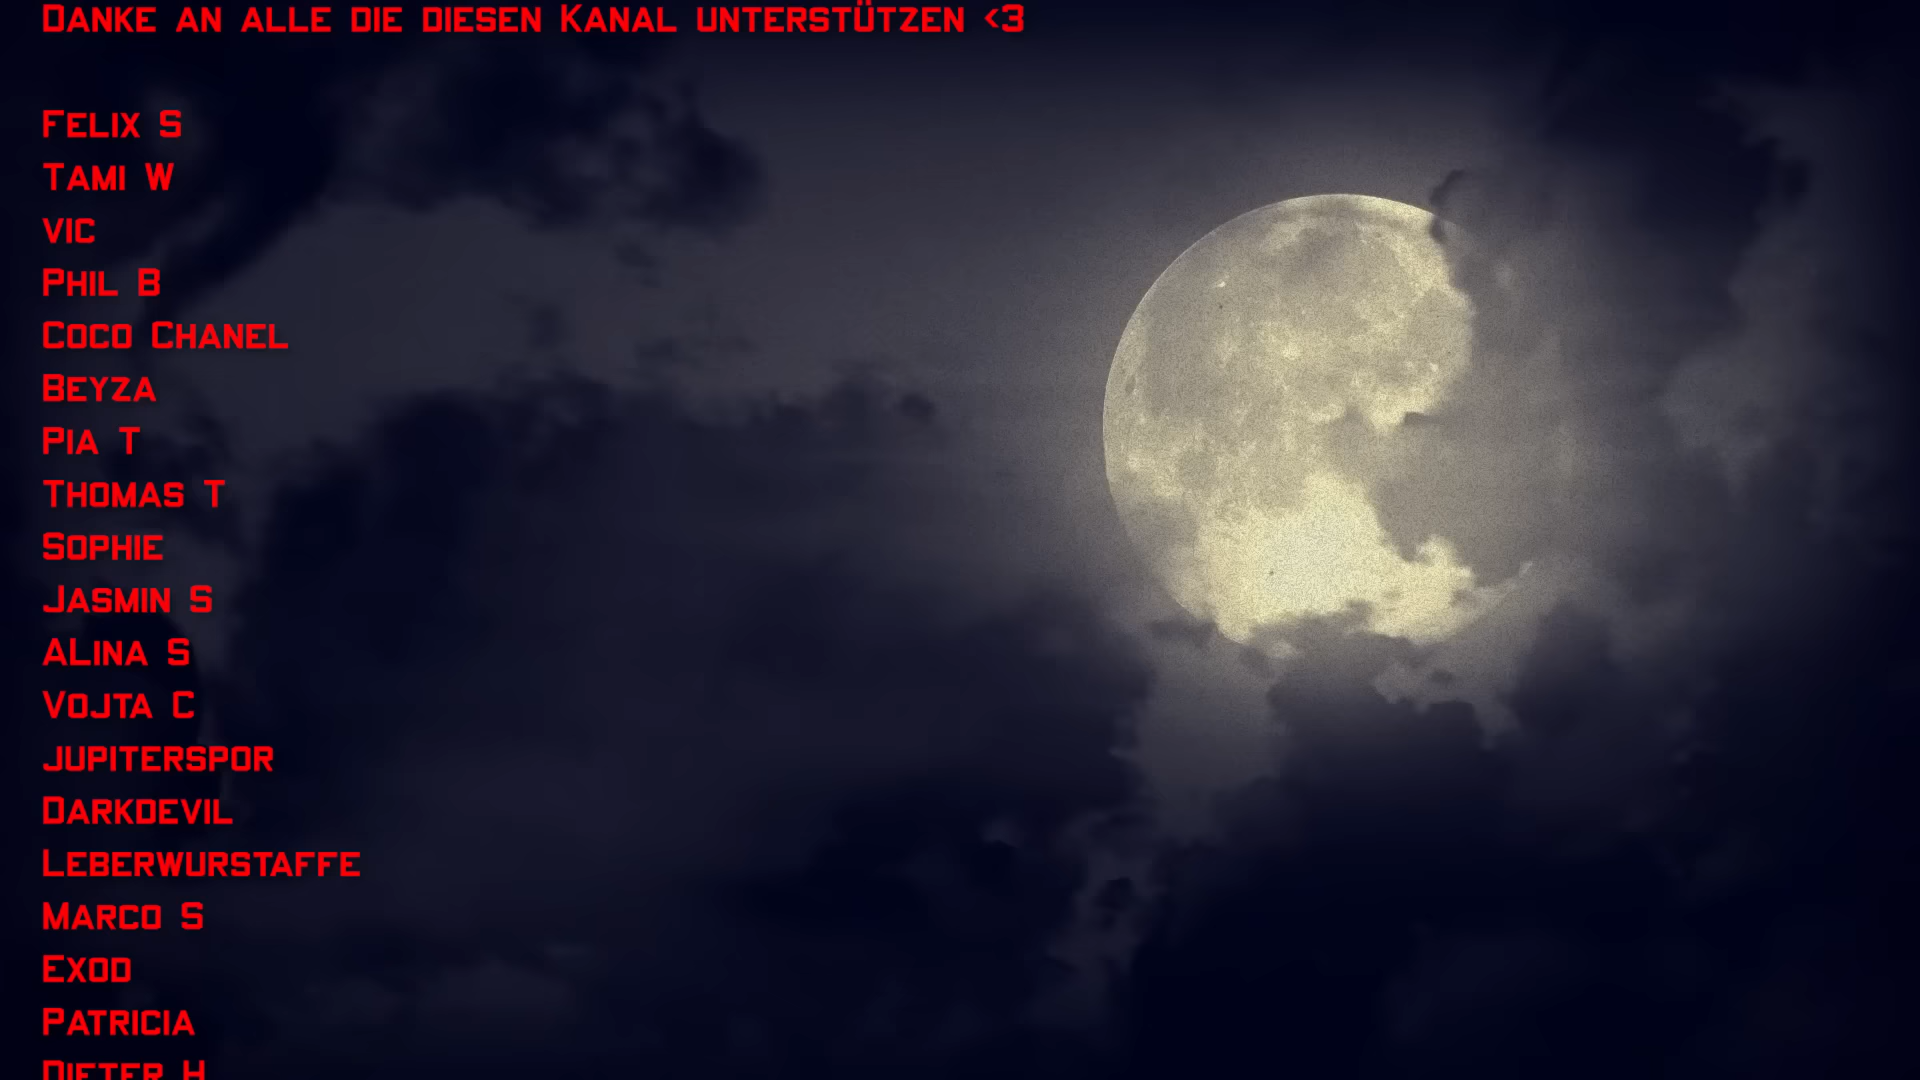 Danke an alle die diesen Kanal unterstützen <3
Felix S
Tami W
vic
Phil B
Coco Chanel
Beyza
Pia T
Thomas T
Sophie
Jasmin S
ALina S
Vojta C
jupiterspor
Darkdevil
Leberwurstaffe
Marco S
Exod
Patricia
Dieter H